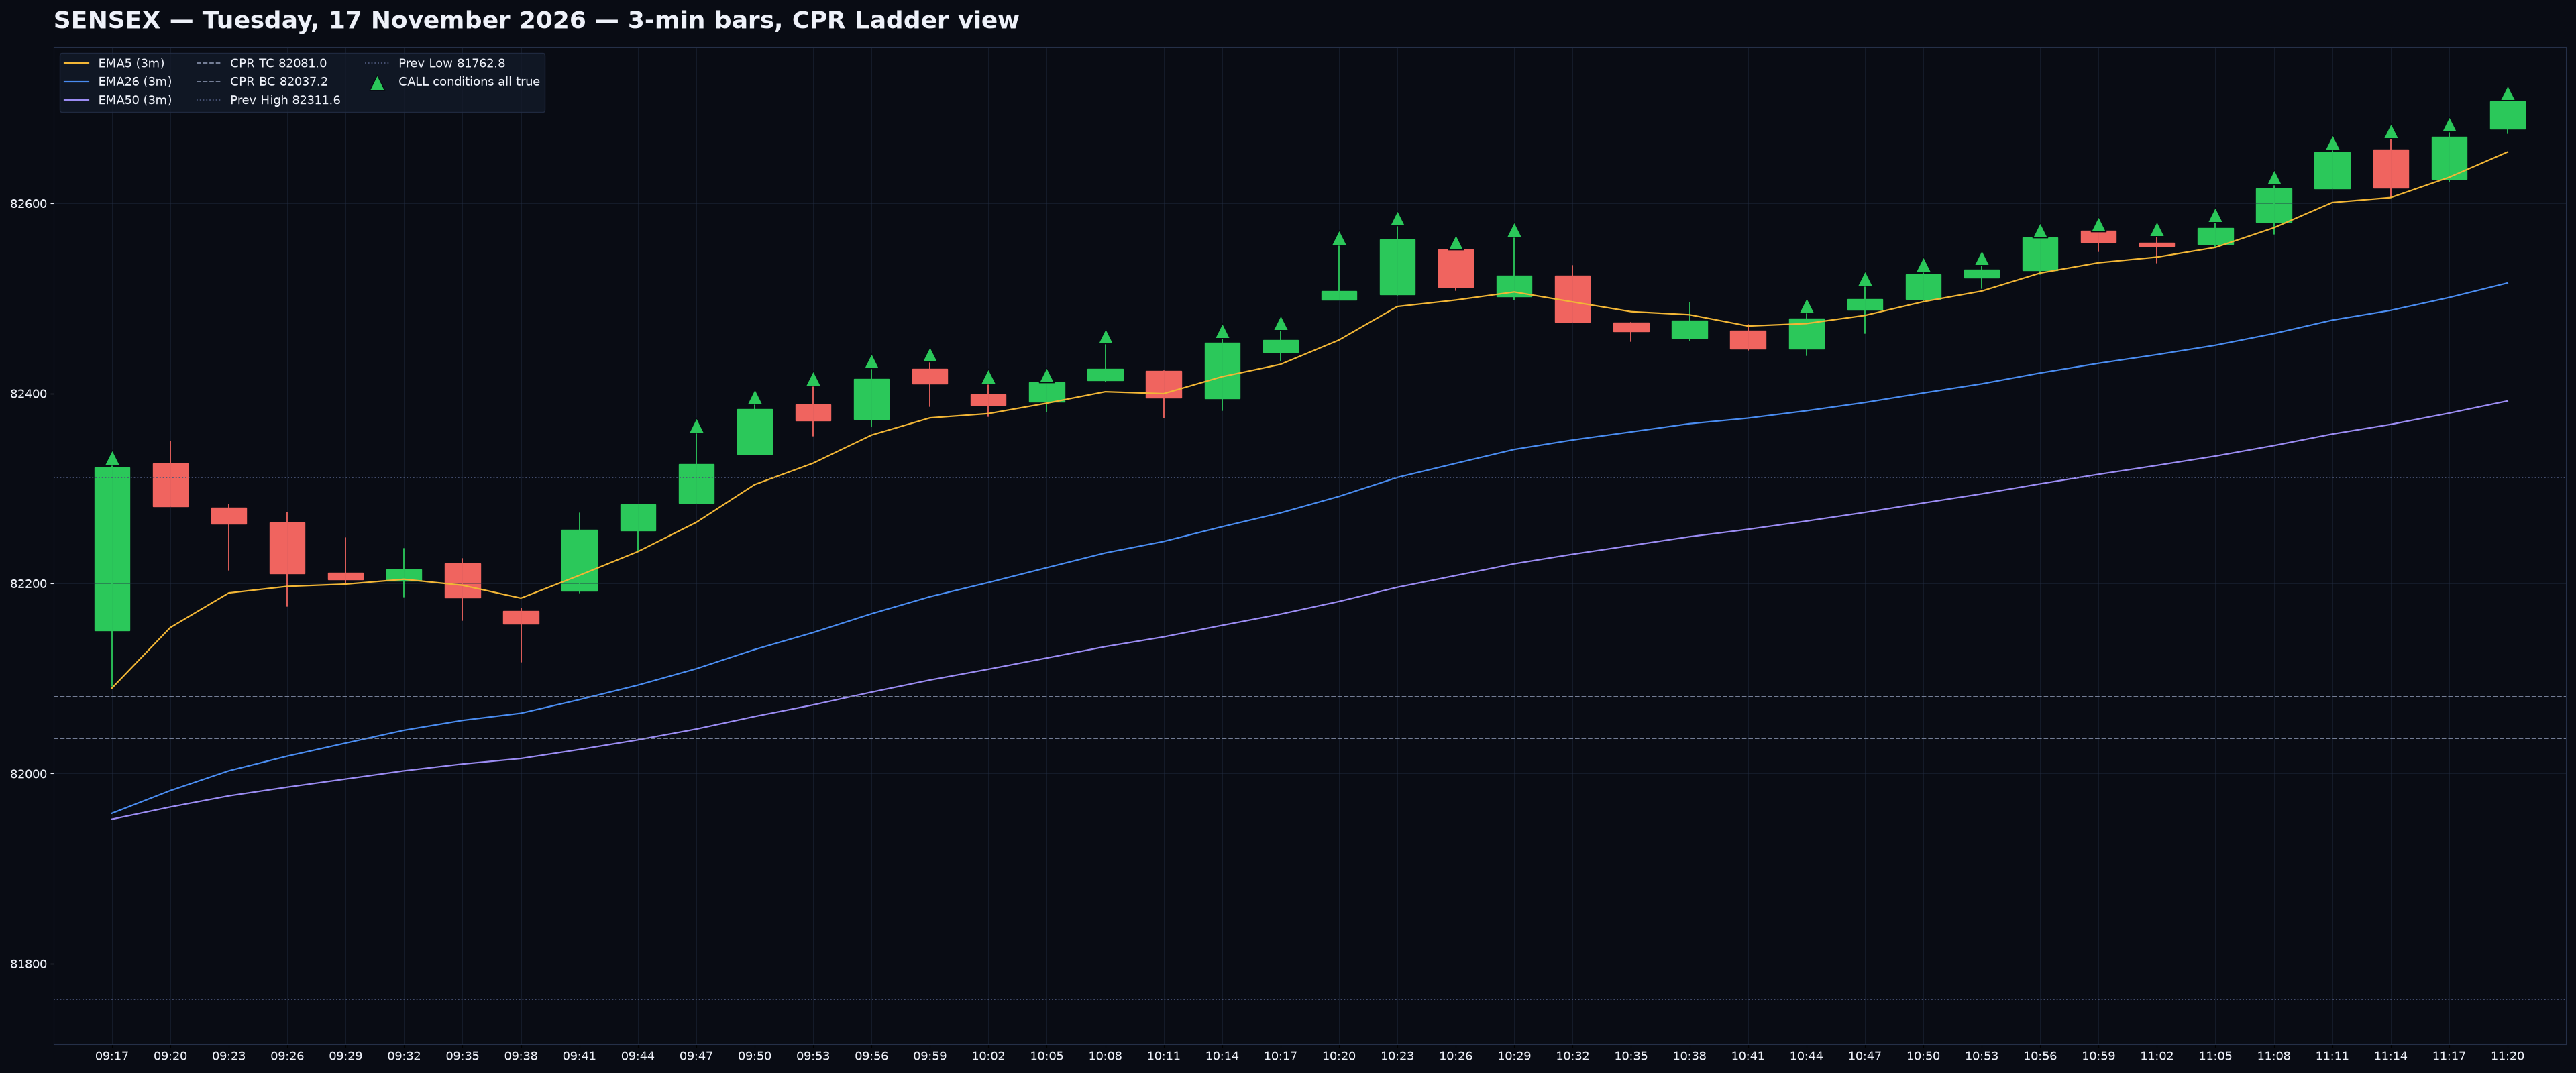 SENSEX — Tuesday, 17 November 2026 — 3-min bars, CPR Ladder view
EMA5 (3m)
EMA26 (3m)
EMA50 (3m)
CPR TC 82081.0
CPR BC 82037.2
Prev High 82311.6
Prev Low 81762.8
CALL conditions all true
82600
82400
82200
82000
81800
09:17 09:20 09:23 09:26 09:29 09:32 09:35 09:38 09:41 09:44 09:47 09:50 09:53 09:56 09:59 10:02 10:05 10:08 10:11 10:14 10:17 10:20 10:23 10:26 10:29 10:32 10:35 10:38 10:41 10:44 10:47 10:50 10:53 10:56 10:59 11:02 11:05 11:08 11:11 11:14 11:17 11:20